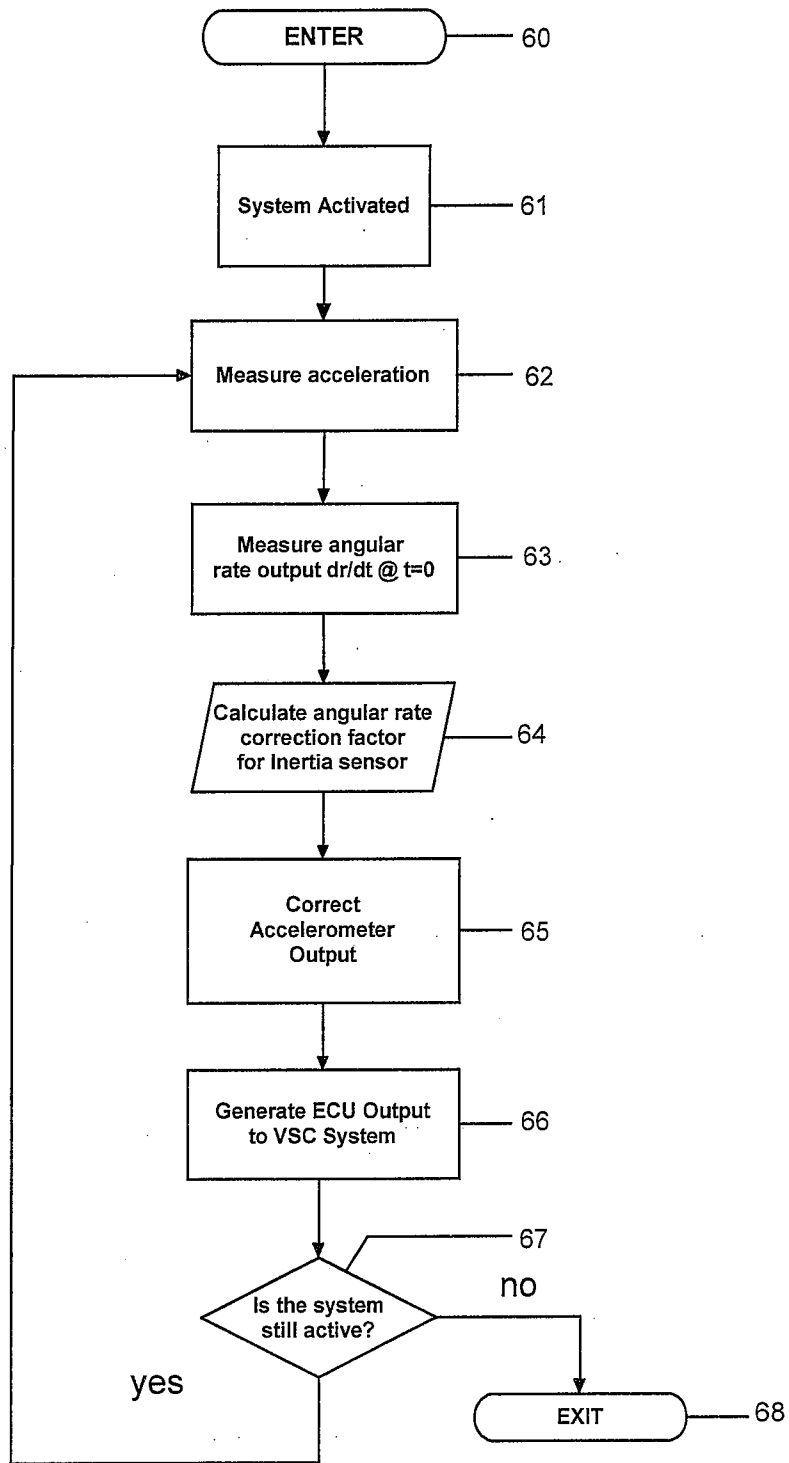 ENTER
60
System Activated
61
Measure acceleration
62
Measure angular
rate output dr/dt @ t=0
63
Calculate angular rate
correction factor
for Inertia sensor
64
Correct
Accelerometer
Output
65
Generate ECU Output
to VSC System
66
67
Is the system
still active?
no
yes
EXIT
68